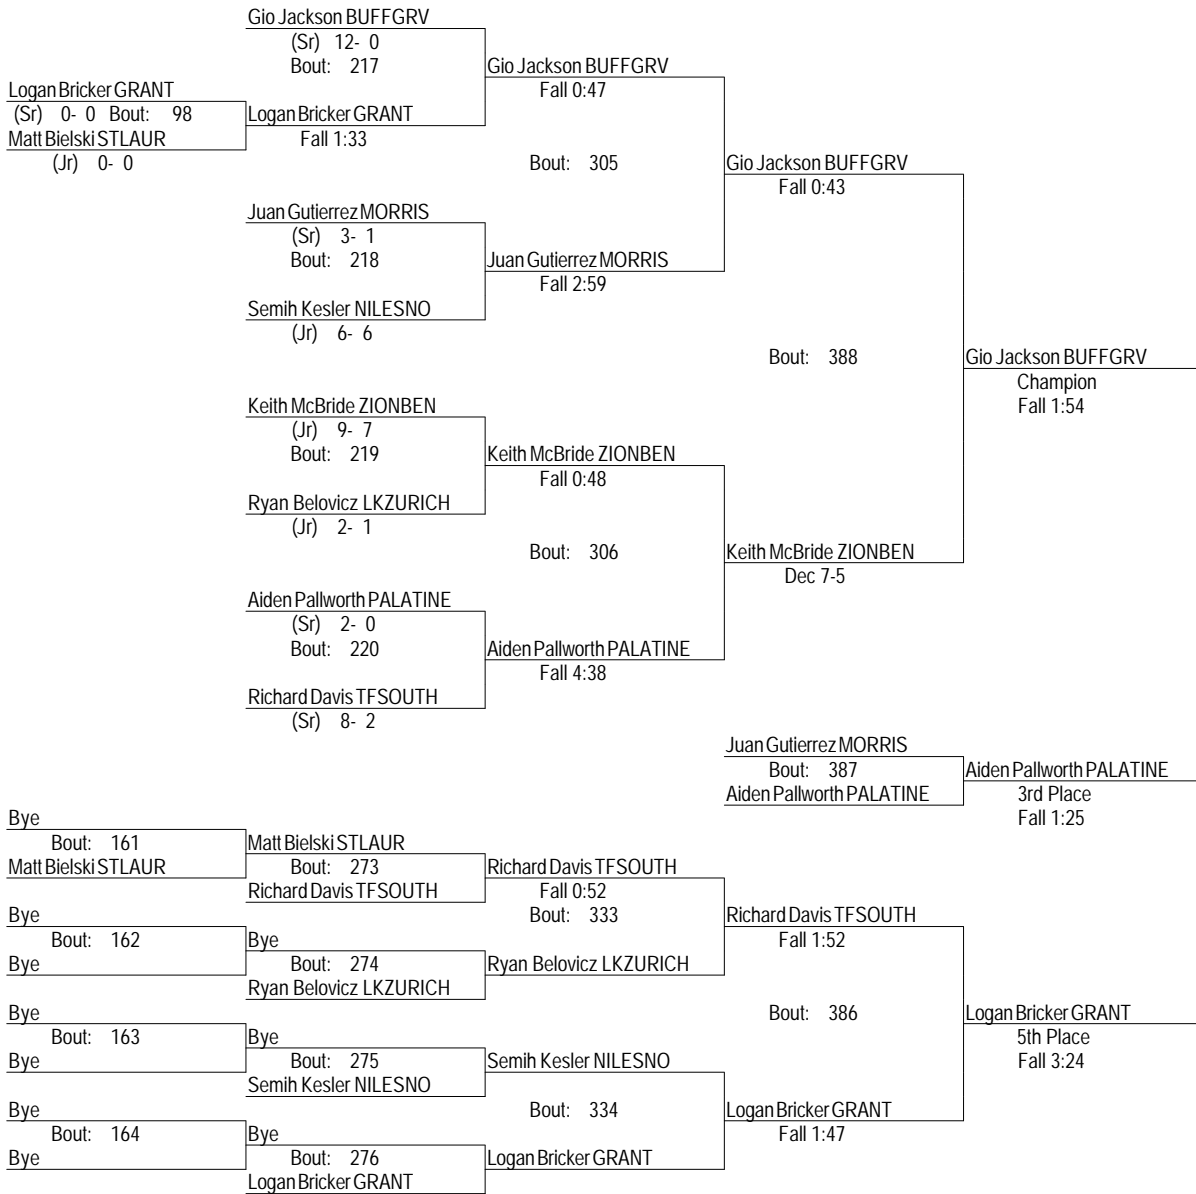 Gio Jackson BUFFGRV
(Sr) 12- 0
Bout: 217
Gio Jackson BUFFGRV
Fall 0:47
Logan Bricker GRANT
(Sr) 0- 0 Bout: 98
Logan Bricker GRANT
Matt Bielski STLAUR
Fall 1:33
(Jr) 0- 0
Bout: 305
Gio Jackson BUFFGRV
Fall 0:43
Juan Gutierrez MORRIS
(Sr) 3- 1
Bout: 218
Juan Gutierrez MORRIS
Fall 2:59
Semih Kesler NILESNO
(Jr) 6- 6
Bout: 388
Gio Jackson BUFFGRV
Champion
Fall 1:54
Keith McBride ZIONBEN
(Jr) 9- 7
Bout: 219
Keith McBride ZIONBEN
Fall 0:48
Ryan Belovicz LKZURICH
(Jr) 2- 1
Bout: 306
Keith McBride ZIONBEN
Dec 7-5
Aiden Pallworth PALATINE
(Sr) 2- 0
Bout: 220
Aiden Pallworth PALATINE
Fall 4:38
Richard Davis TFSOUTH
(Sr) 8- 2
Juan Gutierrez MORRIS
Bout: 387
Aiden Pallworth PALATINE
Aiden Pallworth PALATINE
3rd Place
Fall 1:25
Bye
Bout: 161
Matt Bielski STLAUR
Matt Bielski STLAUR
Bout: 273
Richard Davis TFSOUTH
Richard Davis TFSOUTH
Fall 0:52
Bout: 333
Richard Davis TFSOUTH
Fall 1:52
Bye
Bout: 162
Bye
Bye
Bout: 274
Ryan Belovicz LKZURICH
Ryan Belovicz LKZURICH
Bout: 386
Logan Bricker GRANT
5th Place
Fall 3:24
Bye
Bout: 163
Bye
Bye
Bout: 275
Semih Kesler NILESNO
Semih Kesler NILESNO
Bout: 334
Logan Bricker GRANT
Fall 1:47
Bye
Bout: 164
Bye
Bye
Bout: 276
Logan Bricker GRANT
Logan Bricker GRANT